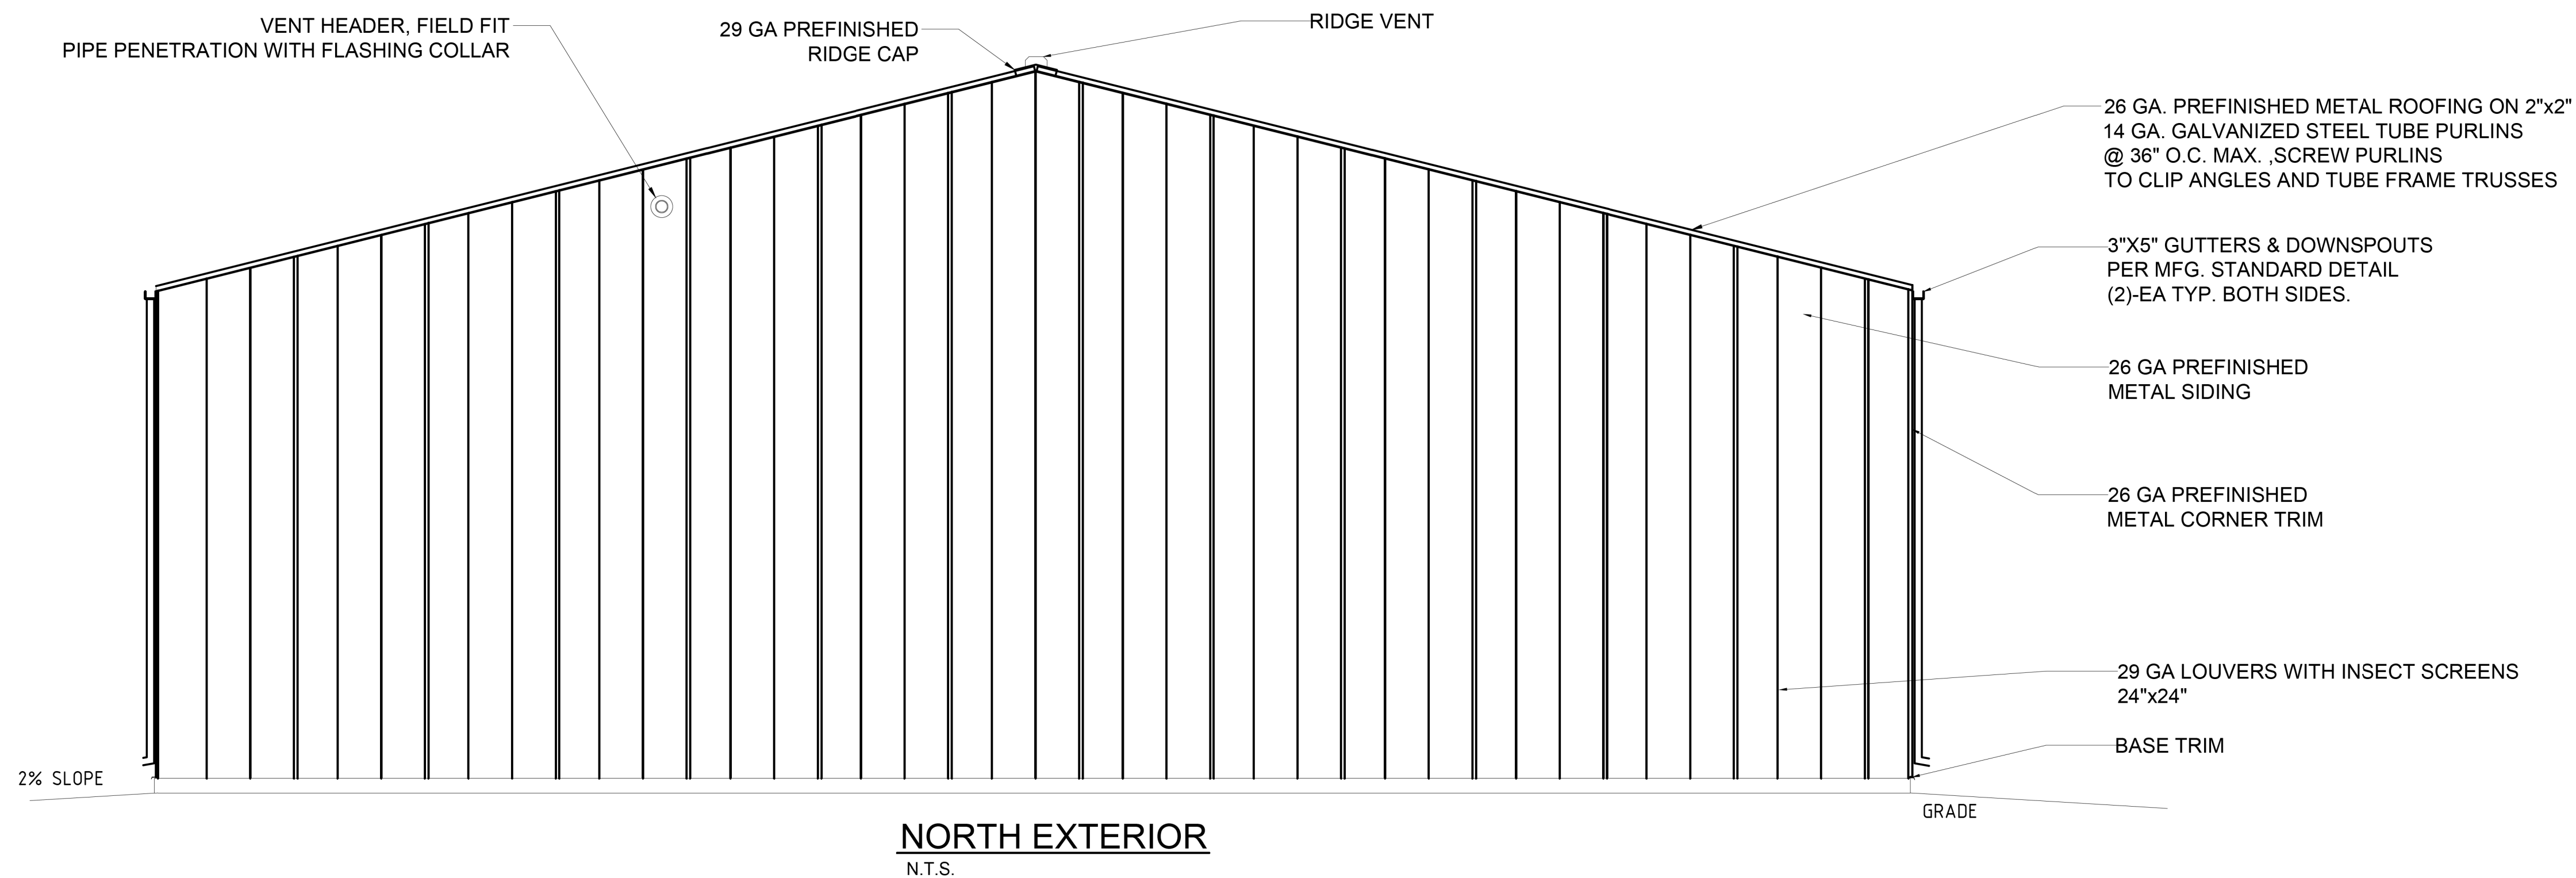 VENT HEADER, FIELD FIT
PIPE PENETRATION WITH FLASHING COLLAR
29 GA PREFINISHED
RIDGE CAP
RIDGE VENT
26 GA. PREFINISHED METAL ROOFING ON 2"x2"
14 GA. GALVANIZED STEEL TUBE PURLINS
@ 36" O.C. MAX. ,SCREW PURLINS
TO CLIP ANGLES AND TUBE FRAME TRUSSES
3"X5" GUTTERS & DOWNSPOUTS
PER MFG. STANDARD DETAIL
(2)-EA TYP. BOTH SIDES.
26 GA PREFINISHED
METAL SIDING
26 GA PREFINISHED
METAL CORNER TRIM
29 GA LOUVERS WITH INSECT SCREENS
24"x24"
BASE TRIM
2% SLOPE
GRADE
NORTH EXTERIOR
N.T.S.